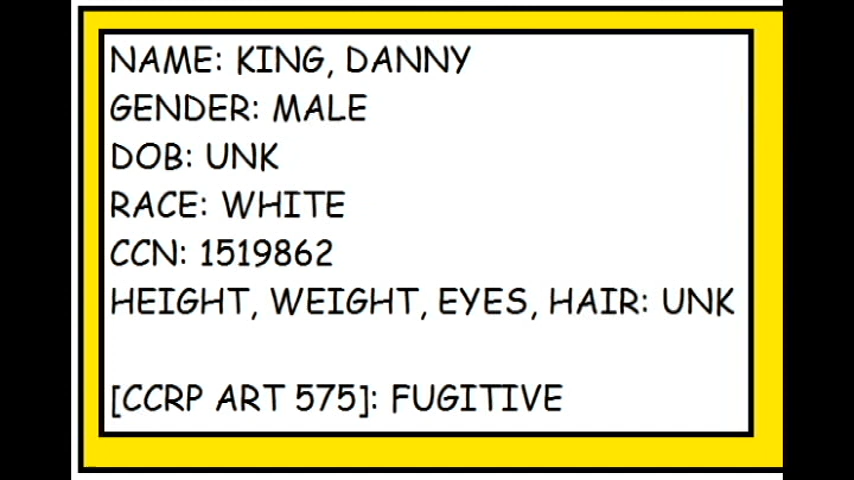 NAME: KING, DANNY
GENDER: MALE
DOB: UNK
RACE: WHITE
CCN: 1519862
HEIGHT, WEIGHT, EYES, HAIR: UNK
[CCRP ART 575]: FUGITIVE